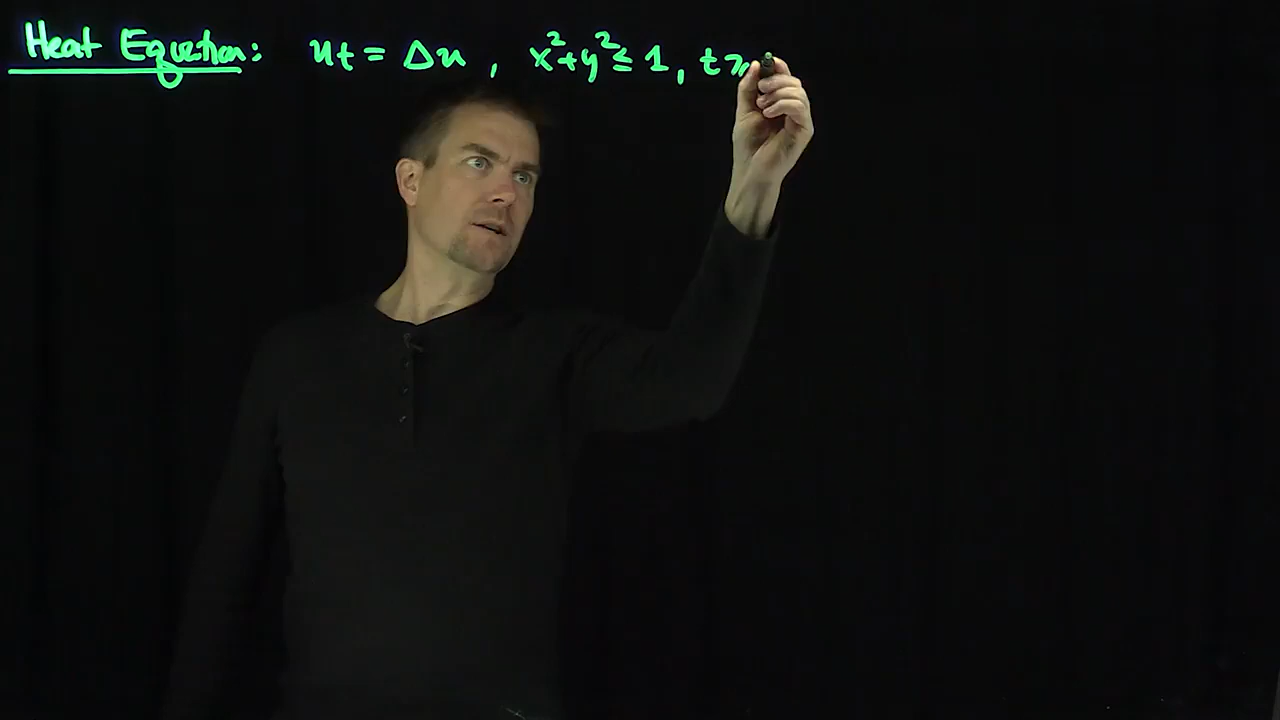 Heat Equation: ut = Δu , x²+y² ≤ 1, t ≥